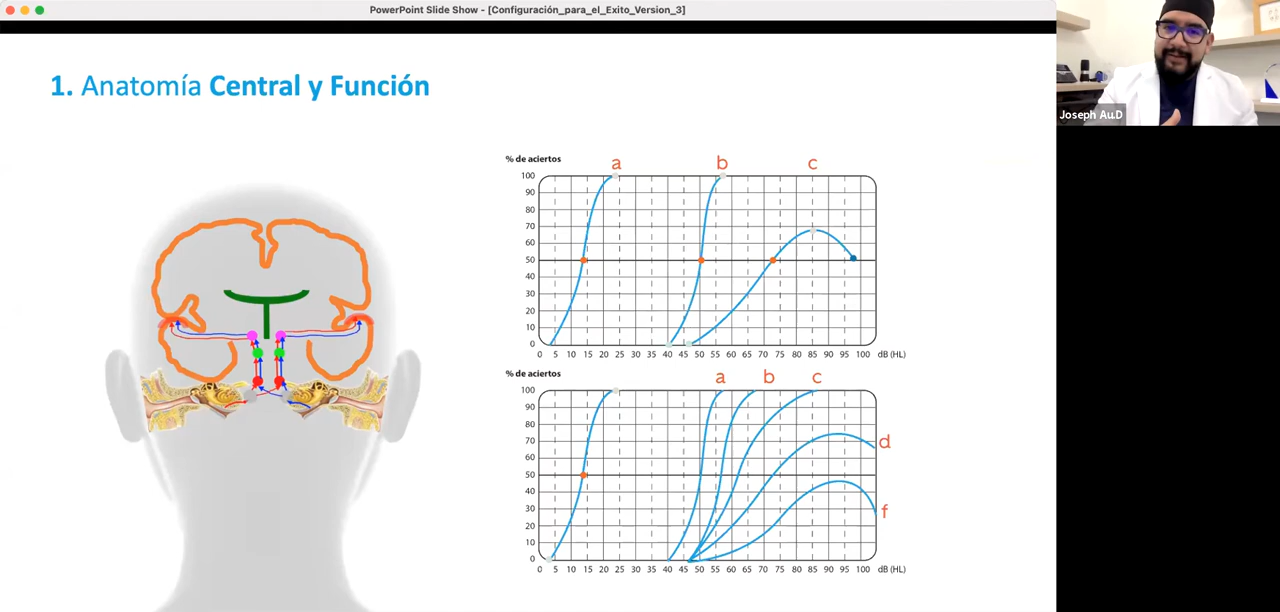 PowerPoint Slide Show - [Configuración_para_el_Exito_Version_3]
1. Anatomía Central y Función
Joseph Au.D
% de aciertos
a b c
100
90
80
70
60
50
40
30
20
10
0
0 5 10 15 20 25 30 35 40 45 50 55 60 65 70 75 80 85 90 95 100 dB (HL)
% de aciertos
a b c
100
90
80
70
60
50
40
30
20
10
0
d
f
0 5 10 15 20 25 30 35 40 45 50 55 60 65 70 75 80 85 90 95 100 dB (HL)